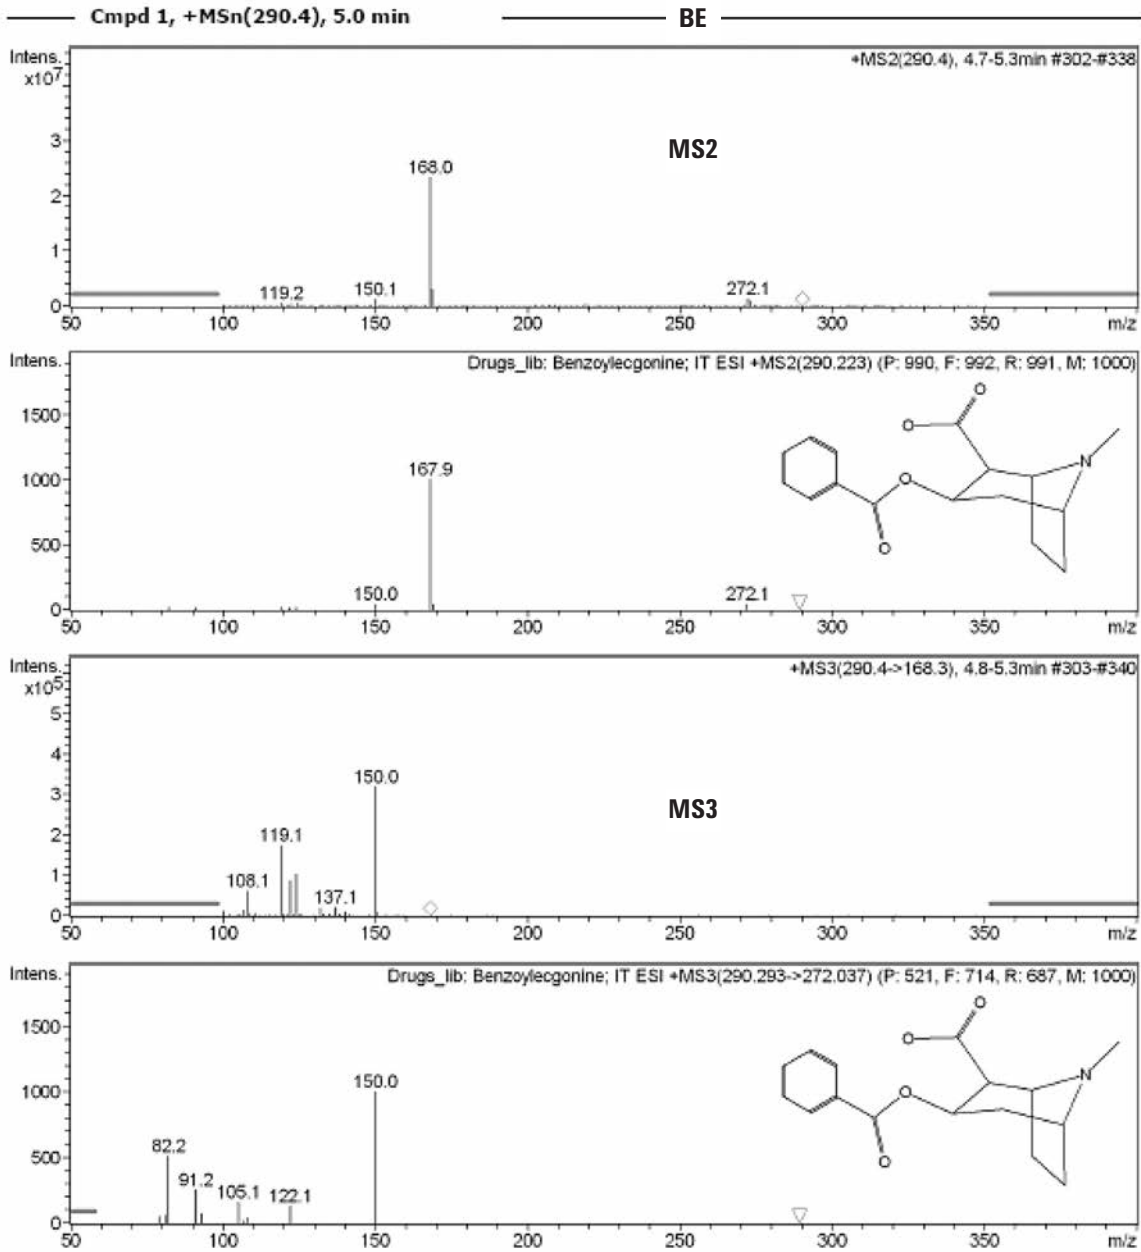 Cmpd 1, +MSn(290.4), 5.0 min
BE
Intens.
x10⁷
+MS2(290.4), 4.7-5.3min #302-#338
MS2
3
2
1
0
168.0
119.2
150.1
272.1
50 100 150 200 250 300 350 m/z
Intens.
Drugs_lib: Benzoylecgonine; IT ESI +MS2(290.223) (P: 990, F: 992, R: 991, M: 1000)
1500
1000
500
0
167.9
150.0
272.1
O
O
N
O
O
50 100 150 200 250 300 350 m/z
Intens.
x10⁵
+MS3(290.4->168.3), 4.8-5.3min #303-#340
5
4
3
2
1
0
150.0
MS3
119.1
108.1
137.1
50 100 150 200 250 300 350 m/z
Intens.
Drugs_lib: Benzoylecgonine; IT ESI +MS3(290.293->272.037) (P: 521, F: 714, R: 687, M: 1000)
1500
1000
500
0
150.0
82.2
91.2
105.1
122.1
O
O
N
O
O
50 100 150 200 250 300 350 m/z